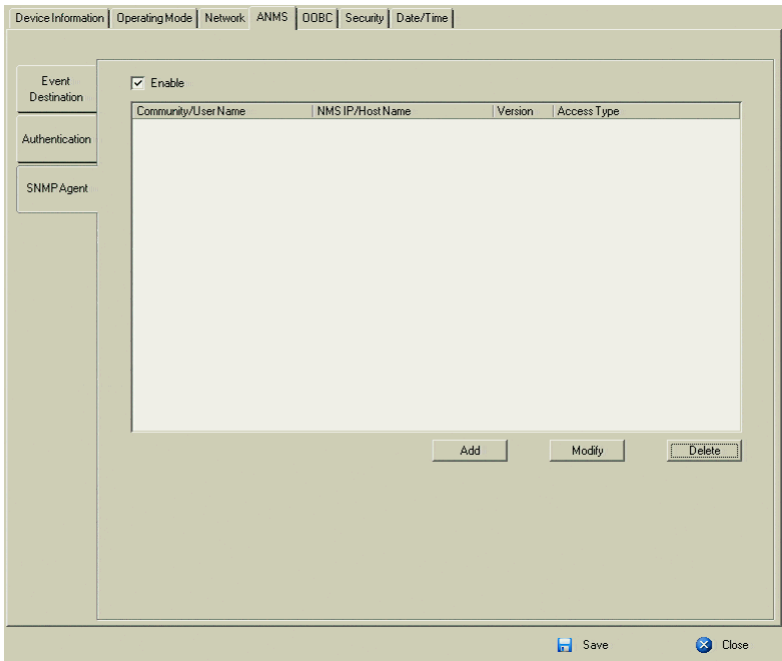 Device Information Operating Mode Network ANMS OOBC Security Date/Time
Event
Destination
Authentication
SNMP Agent
Enable
Community/User Name NMS IP/Host Name Version Access Type
Add Modify Delete
Save Close